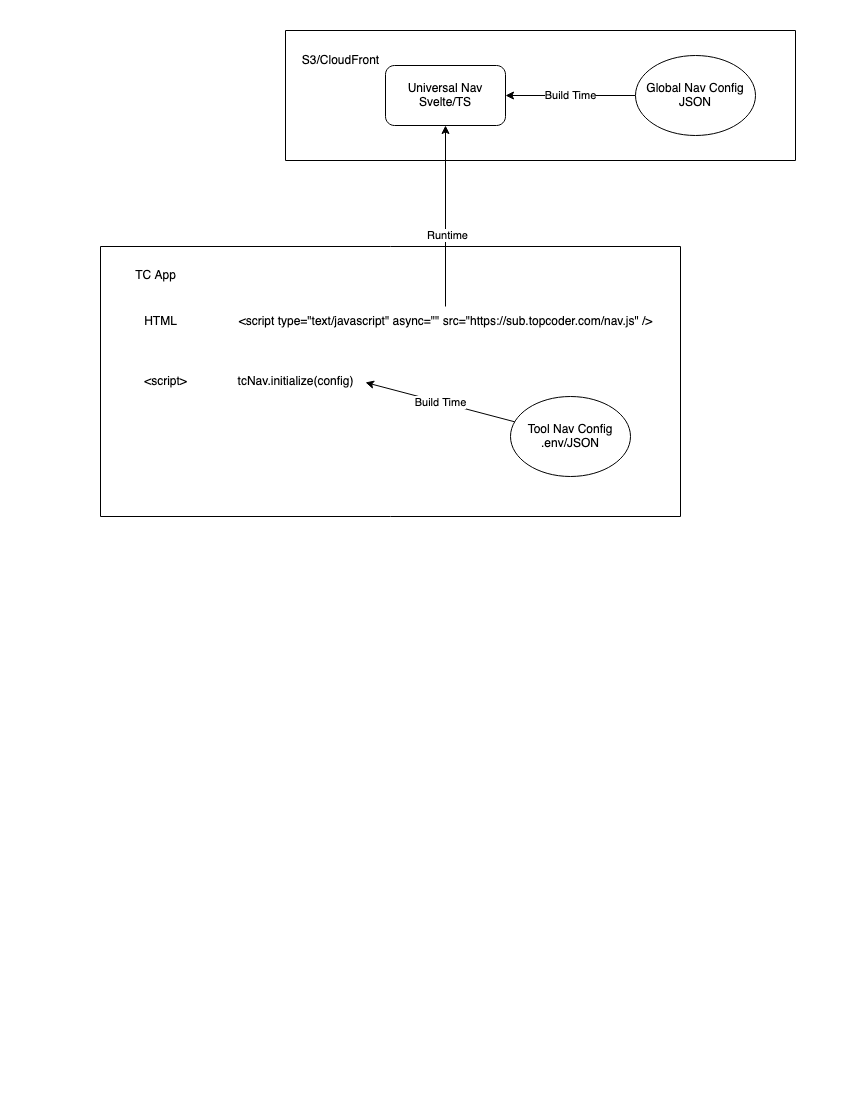 S3/CloudFront
Universal Nav
Svelte/TS
Build Time
Global Nav Config
JSON
Runtime
TC App
HTML
<script type="text/javascript" async="" src="https://sub.topcoder.com/nav.js" />
<script>
tcNav.initialize(config)
Build Time
Tool Nav Config
.env/JSON